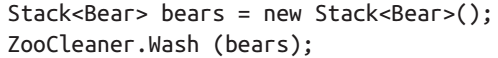 Stack<Bear> bears = new Stack<Bear>();
ZooCleaner.Wash (bears);